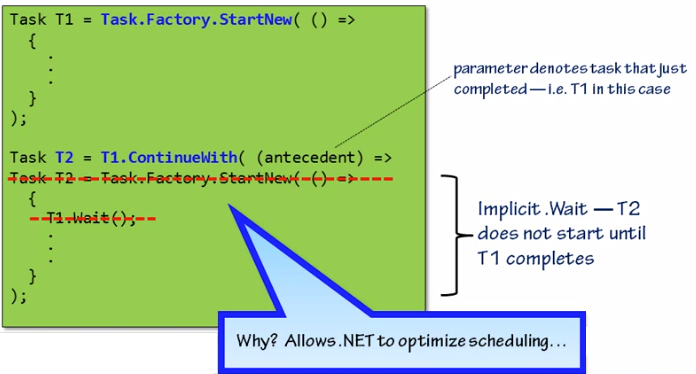 Task T1 = Task.Factory.StartNew( () =>
{
.
.
.
}
);
parameter denotes task that just
completed — i.e. T1 in this case
Task T2 = T1.ContinueWith( (antecedent) =>
Task T2 = Task.Factory.StartNew( () =>
{
T1.Wait();
.
.
.
}
);
Implicit .Wait — T2
does not start until
T1 completes
Why? Allows .NET to optimize scheduling...